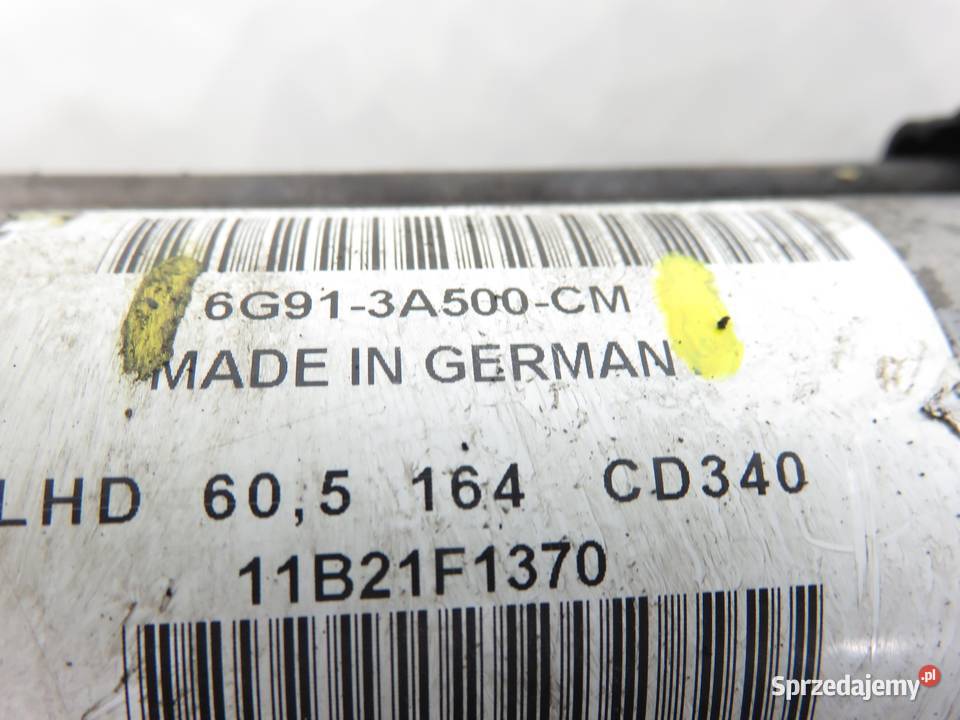 6G91-3A500-CM
MADE IN GERMAN
LHD 60,5 164 CD340
11B21F1370
Sprzedajemy.pl